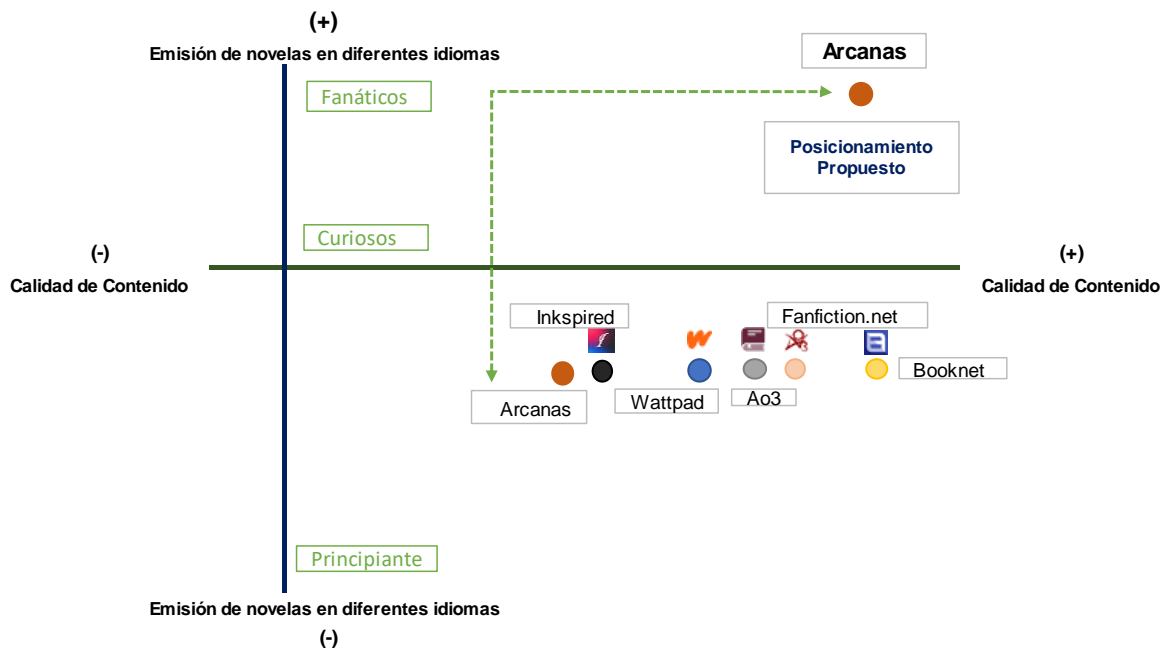 (+)
Emisión de novelas en diferentes idiomas
Arcanas
Fanáticos
Posicionamiento
Propuesto
Curiosos
(-)
Calidad de Contenido
(+)
Calidad de Contenido
Inkspired
Fanfiction.net
Booknet
Arcanas
Wattpad
Ao3
Principiante
Emisión de novelas en diferentes idiomas
(-)